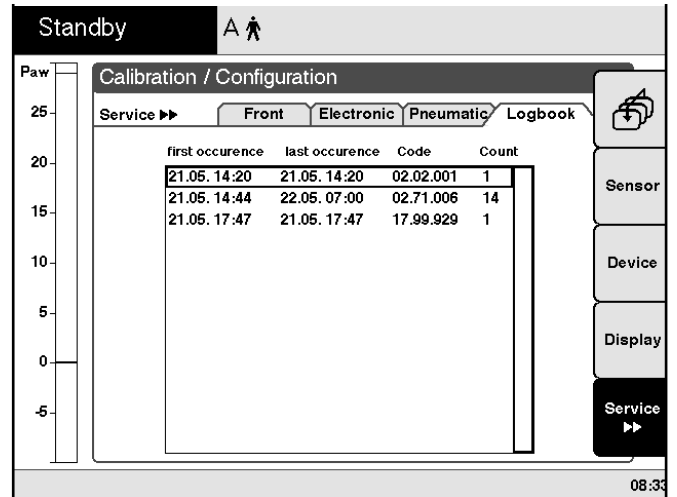 Standby A
Paw
Calibration / Configuration
Service ▶▶ Front Electronic Pneumatic Logbook
first occurence last occurence Code Count
21.05. 14:20 21.05. 14:20 02.02.001 1
21.05. 14:44 22.05. 07:00 02.71.006 14
21.05. 17:47 21.05. 17:47 17.99.929 1
25
20
15
10
5
0
-5
Sensor
Device
Display
Service
▶▶
08:33